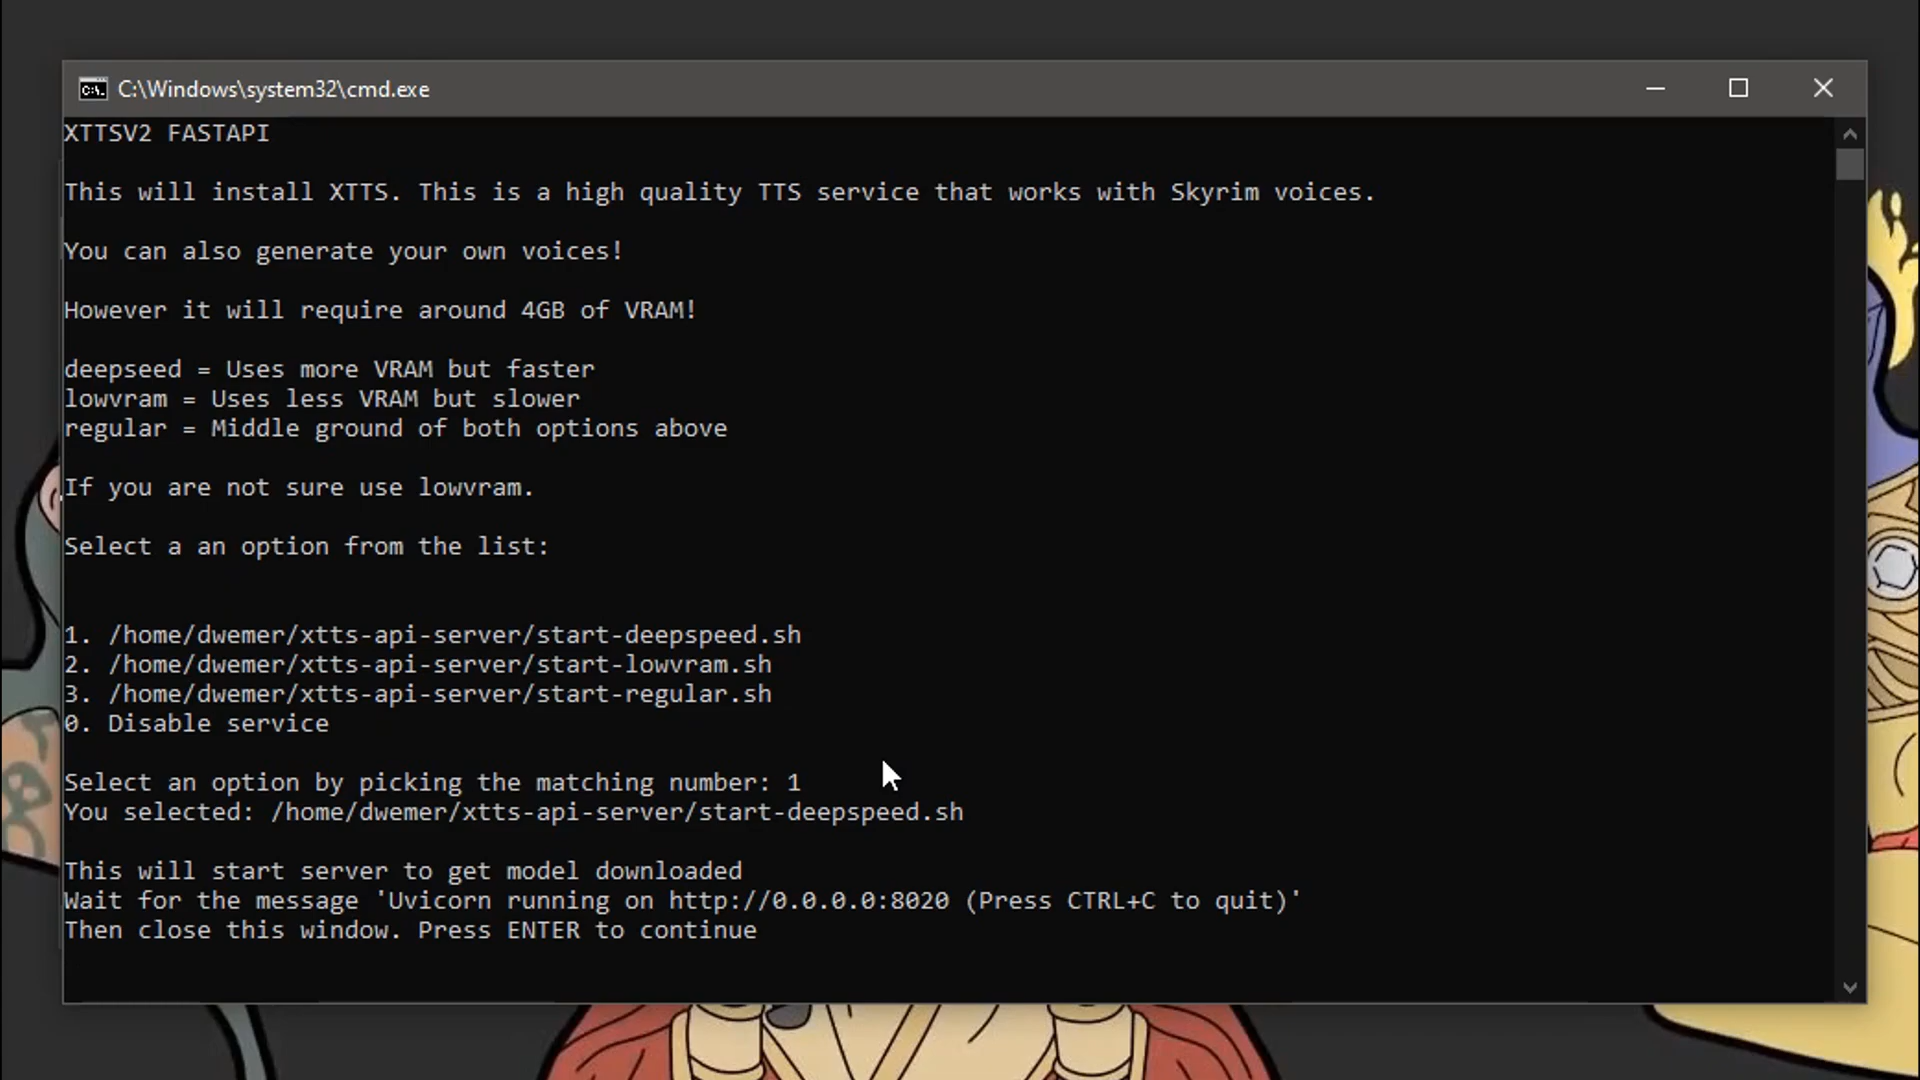 C:\Windows\system32\cmd.exe
XTTSV2 FASTAPI
This will install XTTS. This is a high quality TTS service that works with Skyrim voices.
You can also generate your own voices!
However it will require around 4GB of VRAM!
deepseed = Uses more VRAM but faster
lowvram = Uses less VRAM but slower
regular = Middle ground of both options above
If you are not sure use lowvram.
Select a an option from the list:
1. /home/dwemer/xtts-api-server/start-deepspeed.sh
2. /home/dwemer/xtts-api-server/start-lowvram.sh
3. /home/dwemer/xtts-api-server/start-regular.sh
0. Disable service
Select an option by picking the matching number: 1
You selected: /home/dwemer/xtts-api-server/start-deepspeed.sh
This will start server to get model downloaded
Wait for the message 'Uvicorn running on http://0.0.0.0:8020 (Press CTRL+C to quit)'
Then close this window. Press ENTER to continue